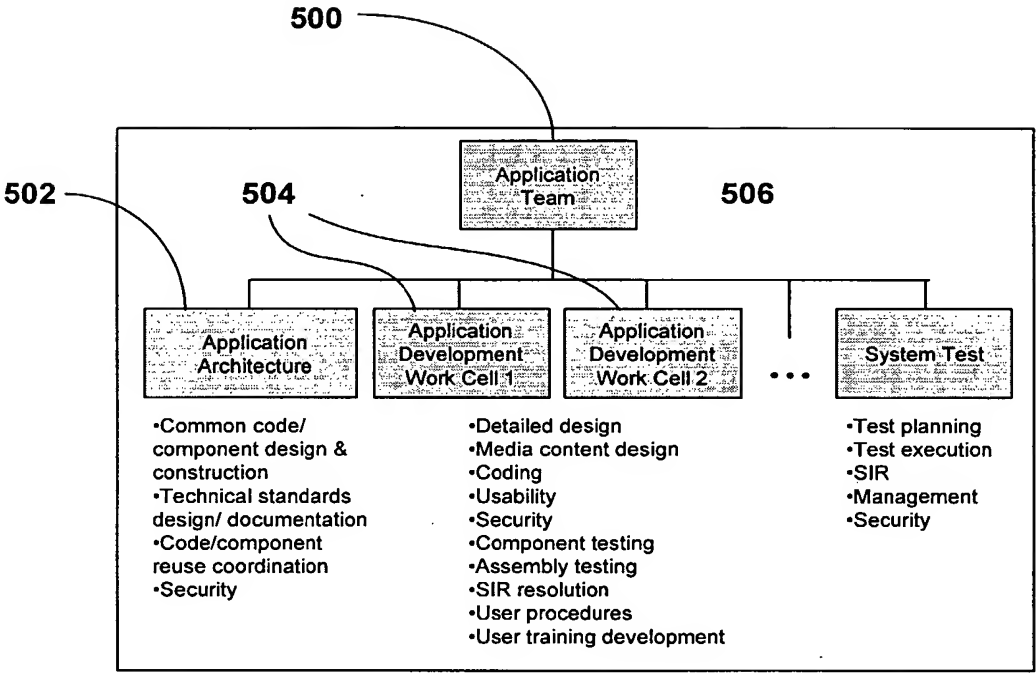 500
Application
Team
502
504
506
Application
Architecture
Application
Development
Work Cell 1
Application
Development
Work Cell 2
...
System Test
•Common code/
component design &
construction
•Technical standards
design/ documentation
•Code/component
reuse coordination
•Security
•Detailed design
•Media content design
•Coding
•Usability
•Security
•Component testing
•Assembly testing
•SIR resolution
•User procedures
•User training development
•Test planning
•Test execution
•SIR
•Management
•Security